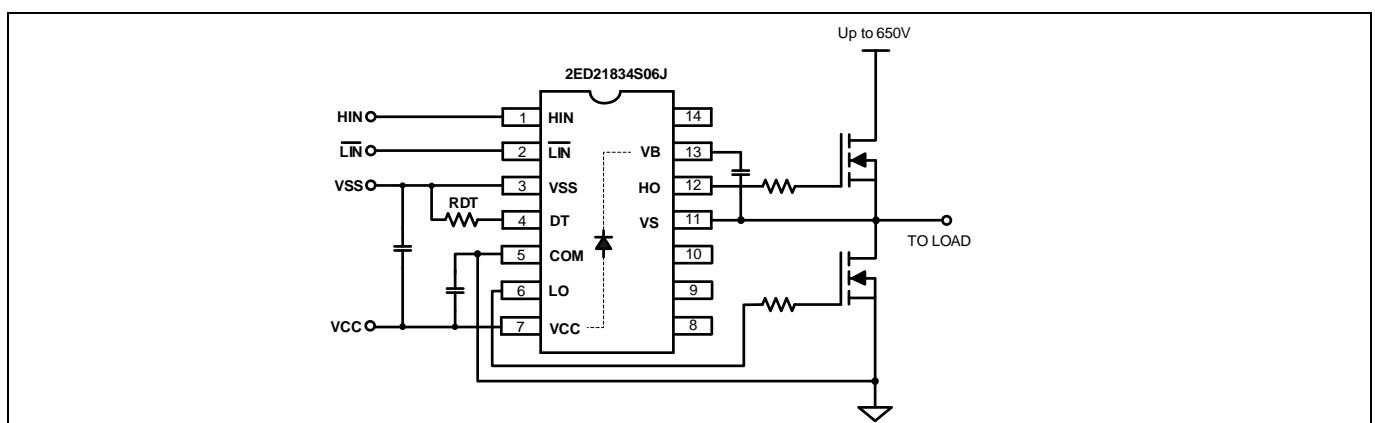 Up to 650V
2ED21834S06J
HIN 1 HIN 14
LIN 2 LIN VB 13
VSS 3 VSS HO 12
RDT
4 DT VS 11
TO LOAD
5 COM 10
6 LO 9
VCC 7 VCC 8